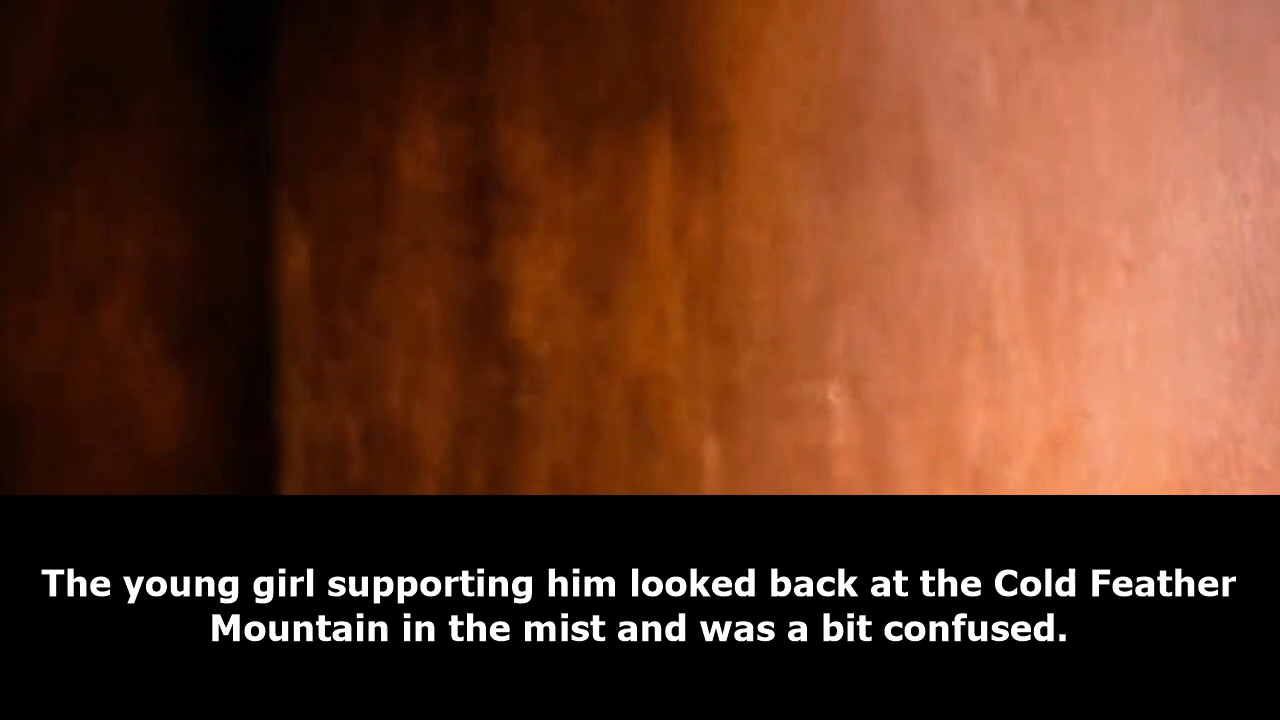 The young girl supporting him looked back at the Cold Feather
Mountain in the mist and was a bit confused.